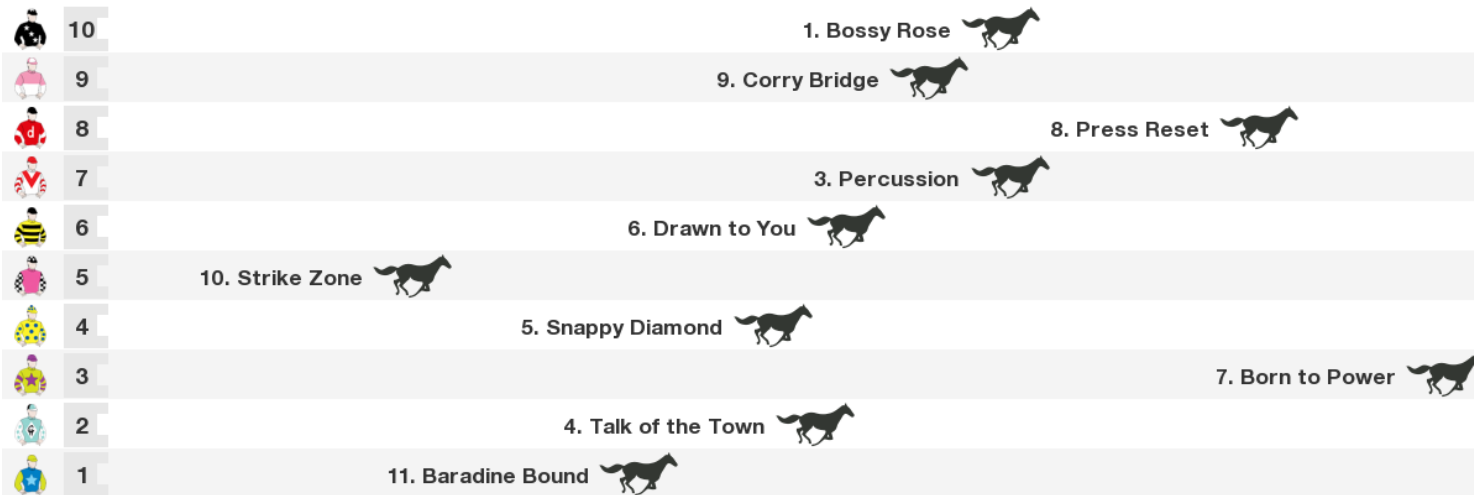 10 1. Bossy Rose
9 9. Corry Bridge
8 8. Press Reset
d
7 3. Percussion
6 6. Drawn to You
5 10. Strike Zone
4 5. Snappy Diamond
3 7. Born to Power
2 4. Talk of the Town
1 11. Baradine Bound